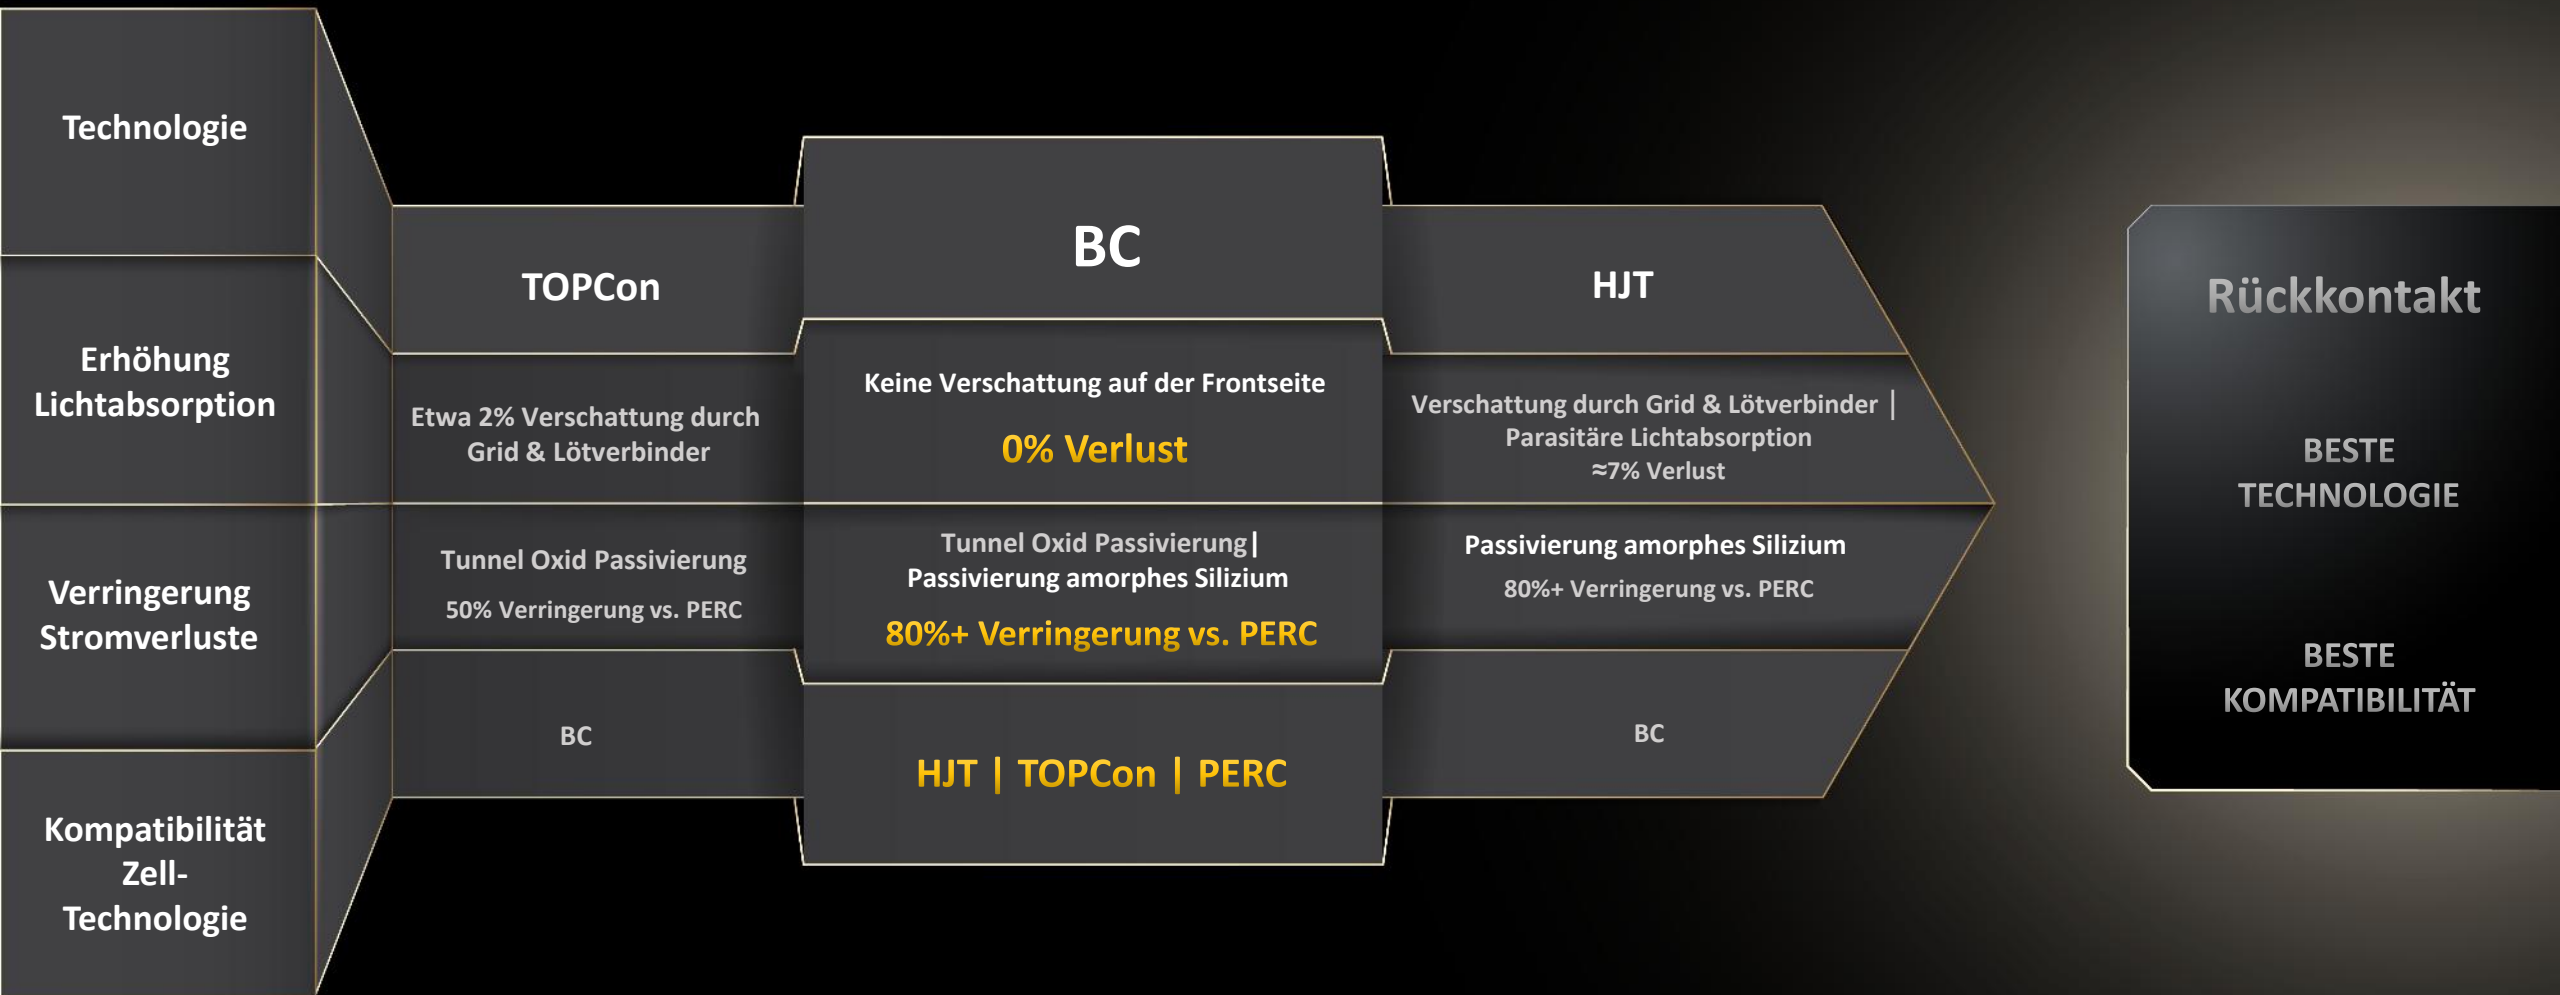 Technologie
TOPCon
BC
HJT
Erhöhung
Lichtabsorption
Etwa 2% Verschattung durch
Grid & Lötverbinder
Keine Verschattung auf der Frontseite
0% Verlust
Verschattung durch Grid & Lötverbinder |
Parasitäre Lichtabsorption
≈7% Verlust
Verringerung
Stromverluste
Tunnel Oxid Passivierung
50% Verringerung vs. PERC
Tunnel Oxid Passivierung|
Passivierung amorphes Silizium
80%+ Verringerung vs. PERC
Passivierung amorphes Silizium
80%+ Verringerung vs. PERC
Kompatibilität
Zell-
Technologie
BC
HJT | TOPCon | PERC
BC
Rückkontakt
BESTE
TECHNOLOGIE
BESTE
KOMPATIBILITÄT